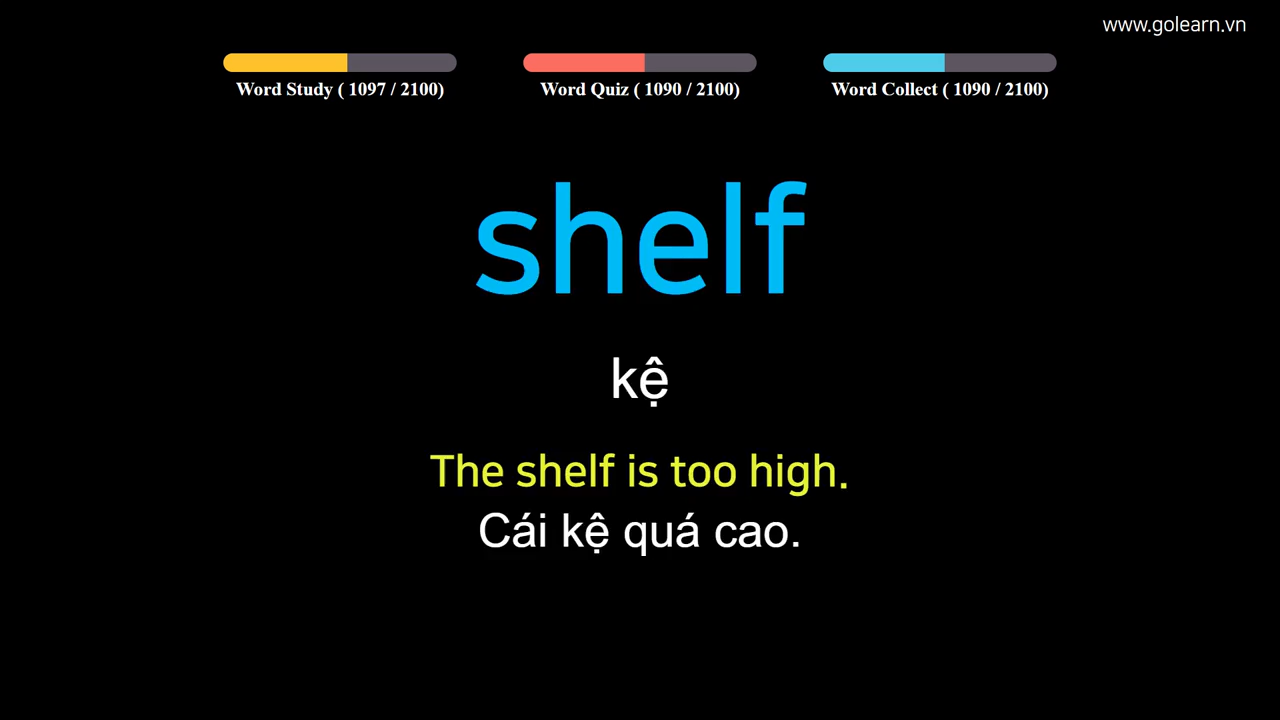 www.golearn.vn
Word Study ( 1097 / 2100)
Word Quiz ( 1090 / 2100)
Word Collect ( 1090 / 2100)
shelf
kệ
The shelf is too high.
Cái kệ quá cao.